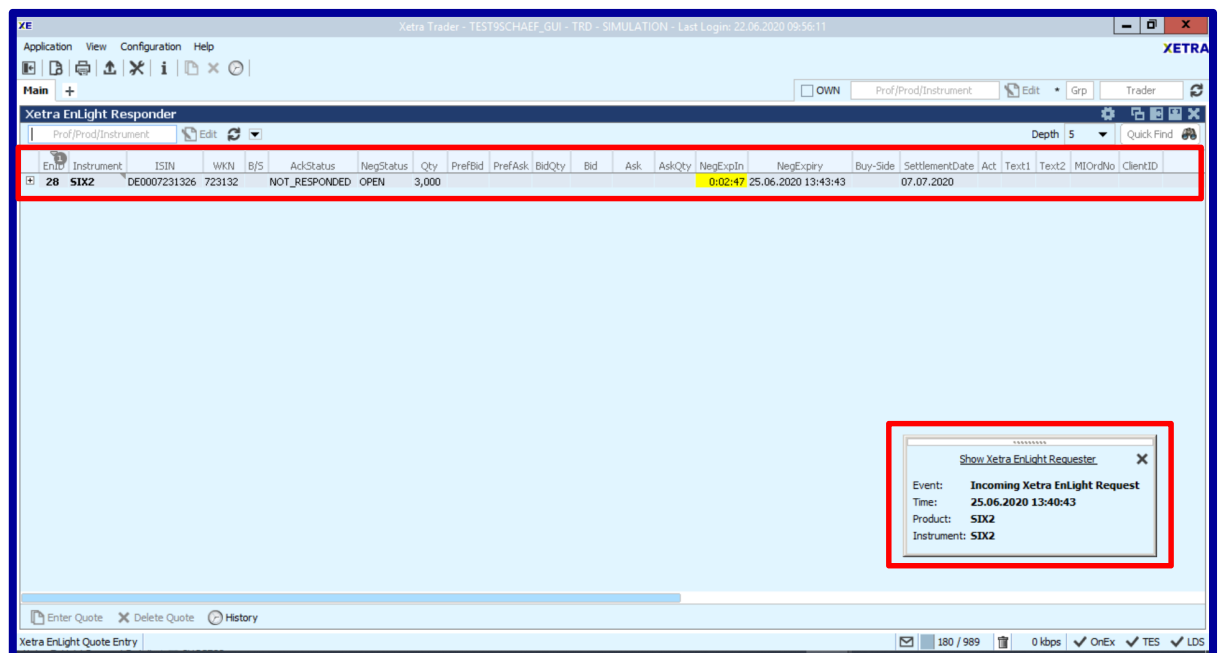 XE Xetra Trader - TEST9SCHAEF_GUI - TRD - SIMULATION - Last Login: 22.06.2020 09:56:11
Application View Configuration Help XETRA
Main + OWN Prof/Prod/Instrument Edit * Grp Trader
Xetra EnLight Responder
Prof/Prod/Instrument Edit Depth 5 Quick Find
1
EnID Instrument ISIN WKN B/S AckStatus NegStatus Qty PrefBid PrefAsk BidQty Bid Ask AskQty NegExpIn NegExpiry Buy-Side SettlementDate Act Text1 Text2 MIOrdNo ClientID
28 SIX2 DE0007231326 723132 NOT_RESPONDED OPEN 3,000 0:02:47 25.06.2020 13:43:43 07.07.2020
Show Xetra EnLight Requester
Event: Incoming Xetra EnLight Request
Time: 25.06.2020 13:40:43
Product: SIX2
Instrument: SIX2
Enter Quote Delete Quote History
Xetra EnLight Quote Entry 180 / 989 0 kbps OnEx TES LDS